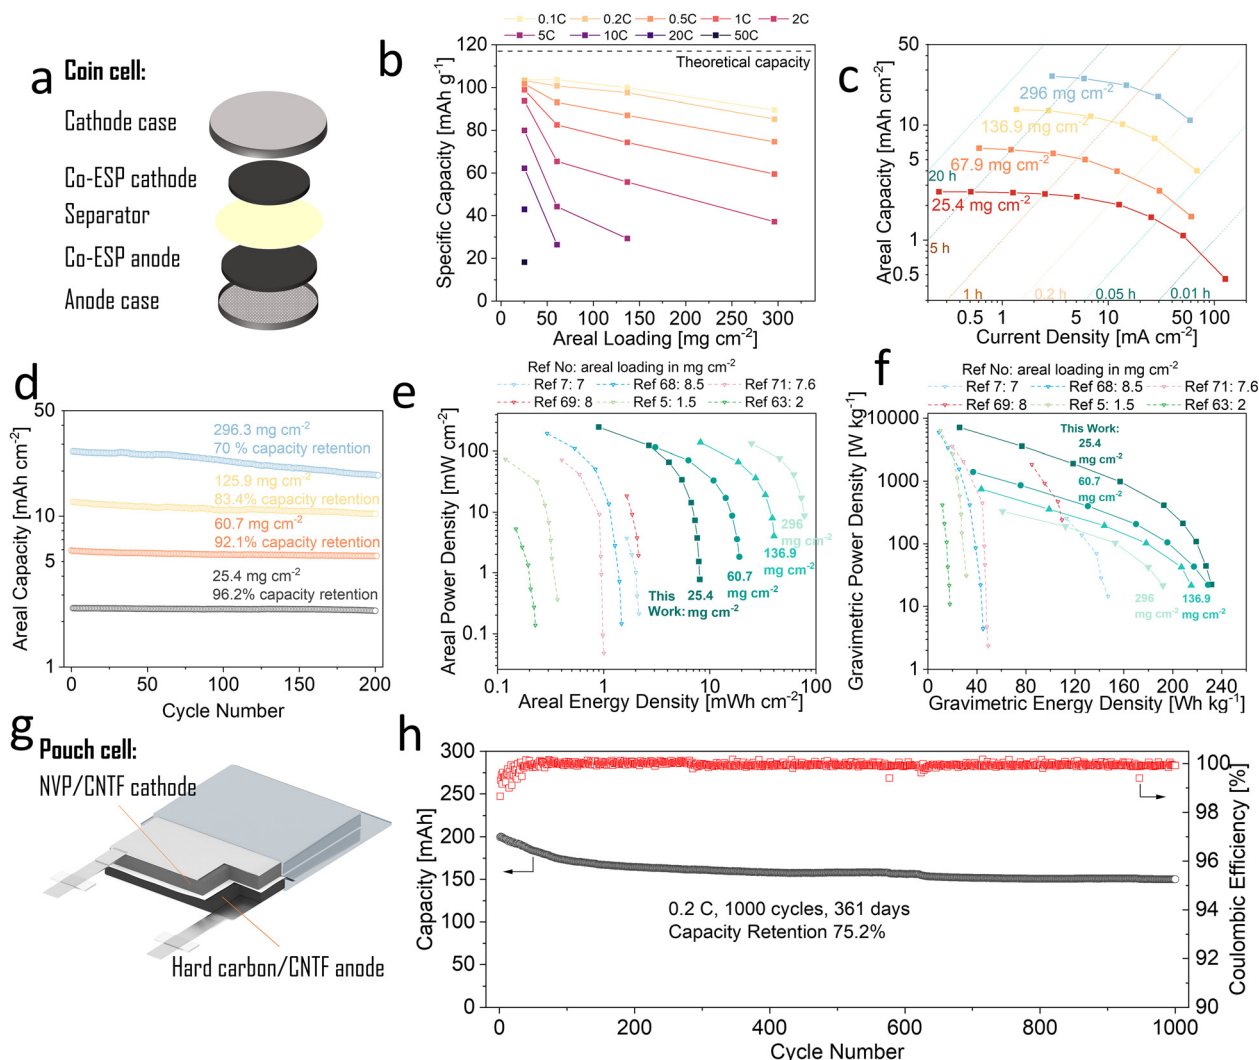 a
Coin cell:
Cathode case
Co-ESP cathode
Separator
Co-ESP anode
Anode case
b
0.1C 0.2C 0.5C 1C 2C
5C 10C 20C 50C
Theoretical capacity
Specific Capacity [mAh g⁻¹]
120
100
80
60
40
20
0
0 50 100 150 200 250 300
Areal Loading [mg cm⁻²]
c
Areal Capacity [mAh cm⁻²]
50
10
5
1
0.5
296 mg cm⁻²
136.9 mg cm⁻²
67.9 mg cm⁻²
25.4 mg cm⁻²
20 h
5 h
1 h
0.2 h
0.05 h
0.01 h
0.5 1 5 10 50 100
Current Density [mA cm⁻²]
d
Areal Capacity [mAh cm⁻²]
50
10
5
1
296.3 mg cm⁻²
70 % capacity retention
125.9 mg cm⁻²
83.4% capacity retention
60.7 mg cm⁻²
92.1% capacity retention
25.4 mg cm⁻²
96.2% capacity retention
0 50 100 150 200
Cycle Number
e
Ref No: areal loading in mg cm⁻²
Ref 7: 7 Ref 68: 8.5 Ref 71: 7.6
Ref 69: 8 Ref 5: 1.5 Ref 63: 2
Areal Power Density [mW cm⁻²]
100
10
1
0.1
This
Work:
25.4
mg cm⁻²
60.7
mg cm⁻²
136.9
mg cm⁻²
296
mg cm⁻²
0.1 1 10 100
Areal Energy Density [mWh cm⁻²]
f
Ref No: areal loading in mg cm⁻²
Ref 7: 7 Ref 68: 8.5 Ref 71: 7.6
Ref 69: 8 Ref 5: 1.5 Ref 63: 2
Gravimetric Power Density [W kg⁻¹]
10000
1000
100
10
1
This Work:
25.4
mg cm⁻²
60.7
mg cm⁻²
296
mg cm⁻²
136.9
mg cm⁻²
0 40 80 120 160 200 240
Gravimetric Energy Density [Wh kg⁻¹]
g
Pouch cell:
NVP/CNTF cathode
Hard carbon/CNTF anode
h
Capacity [mAh]
300
250
200
150
100
50
0
0.2 C, 1000 cycles, 361 days
Capacity Retention 75.2%
0 200 400 600 800 1000
Cycle Number
100
98
96
94
92
90
Coulombic Efficiency [%]